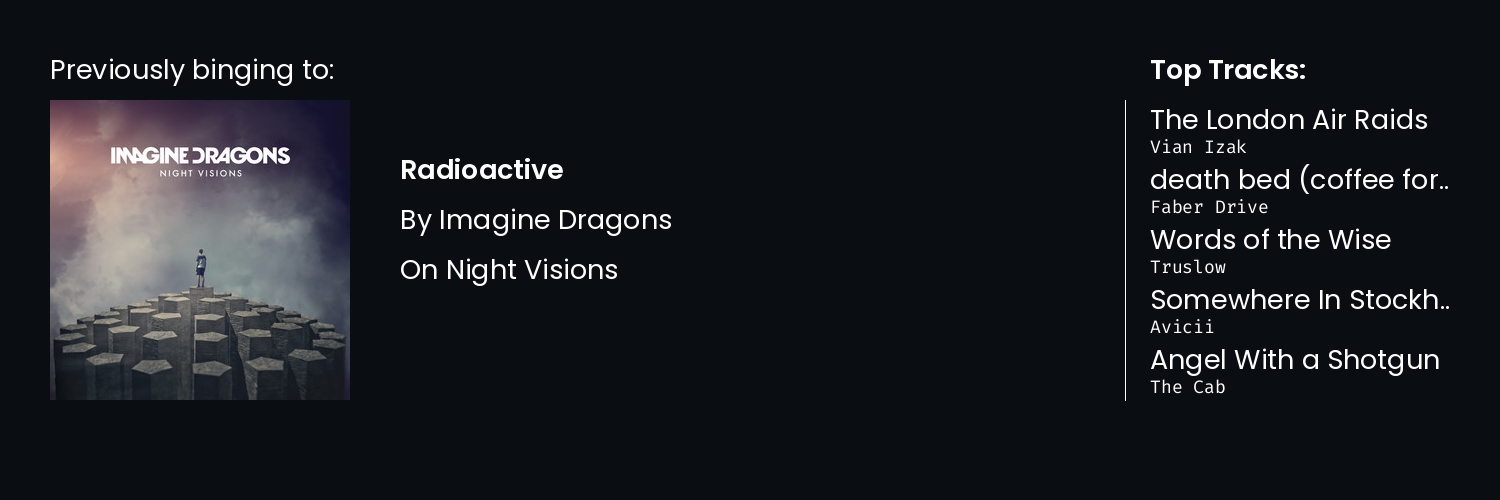 Previously binging to:
IMAGINE DRAGONS
NIGHT VISIONS
Radioactive
By Imagine Dragons
On Night Visions
Top Tracks:
The London Air Raids
Vian Izak
death bed (coffee for..
Faber Drive
Words of the Wise
Truslow
Somewhere In Stockh..
Avicii
Angel With a Shotgun
The Cab